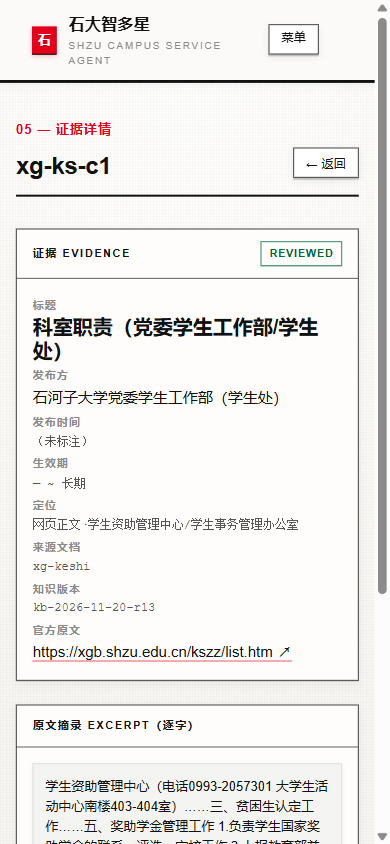 石
石大智多星
SHZU CAMPUS SERVICE
AGENT
菜单
05 — 证据详情
xg-ks-c1
← 返回
证据 EVIDENCE
REVIEWED
标题
科室职责（党委学生工作部/学生
处）
发布方
石河子大学党委学生工作部（学生处）
发布时间
（未标注）
生效期
— ~ 长期
定位
网页正文·学生资助管理中心/学生事务管理办公室
来源文档
xg-keshi
知识版本
kb-2026-11-20-r13
官方原文
https://xgb.shzu.edu.cn/kszz/list.htm ↗
原文摘录 EXCERPT (逐字)
学生资助管理中心（电话0993-2057301 大学生活
动中心南楼403-404室）……三、贫困生认定工
作……五、奖助学金管理工作 1.负责学生国家奖